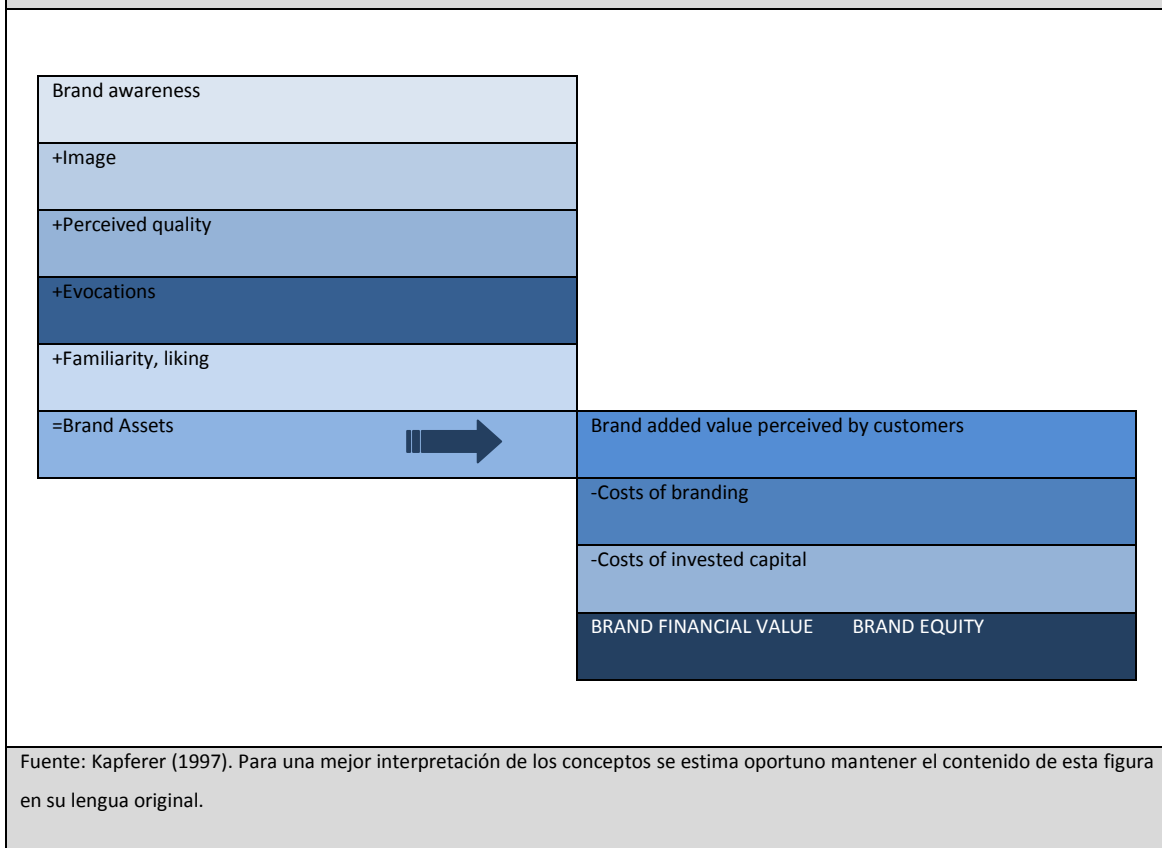 Brand awareness
+Image
+Perceived quality
+Evocations
+Familiarity, liking
=Brand Assets
Brand added value perceived by customers
-Costs of branding
-Costs of invested capital
BRAND FINANCIAL VALUE BRAND EQUITY
Fuente: Kapferer (1997). Para una mejor interpretación de los conceptos se estima oportuno mantener el contenido de esta figura
en su lengua original.